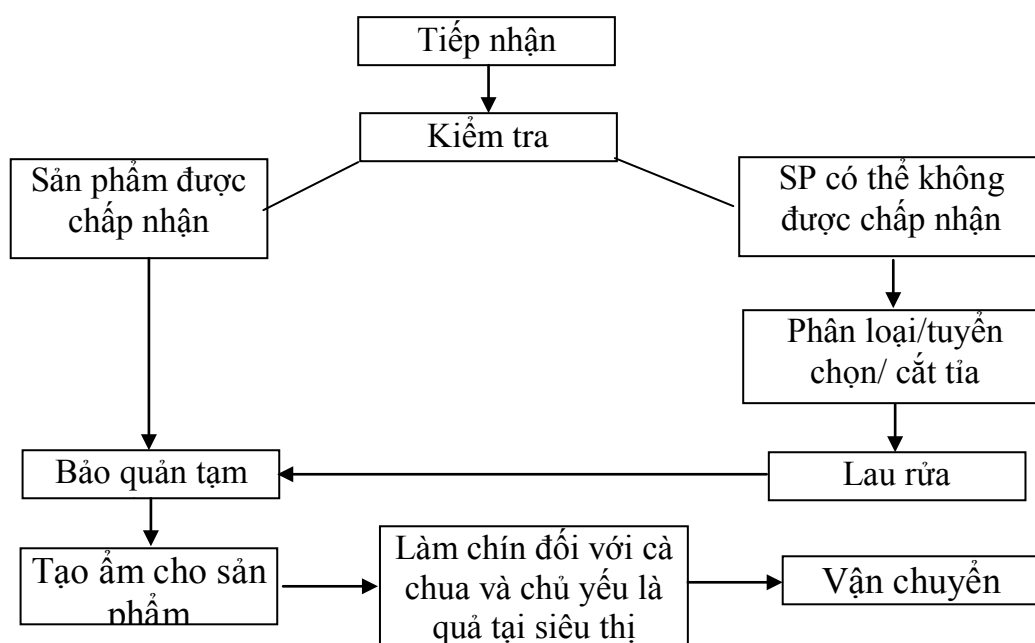 Tiếp nhận
Kiểm tra
Sản phẩm được
chấp nhận
SP có thể không
được chấp nhận
Phân loại/tuyển
chọn/ cắt tỉa
Bảo quản tạm
Lau rửa
Tạo ẩm cho sản
phẩm
Làm chín đối với cà
chua và chủ yếu là
quả tại siêu thị
Vận chuyển